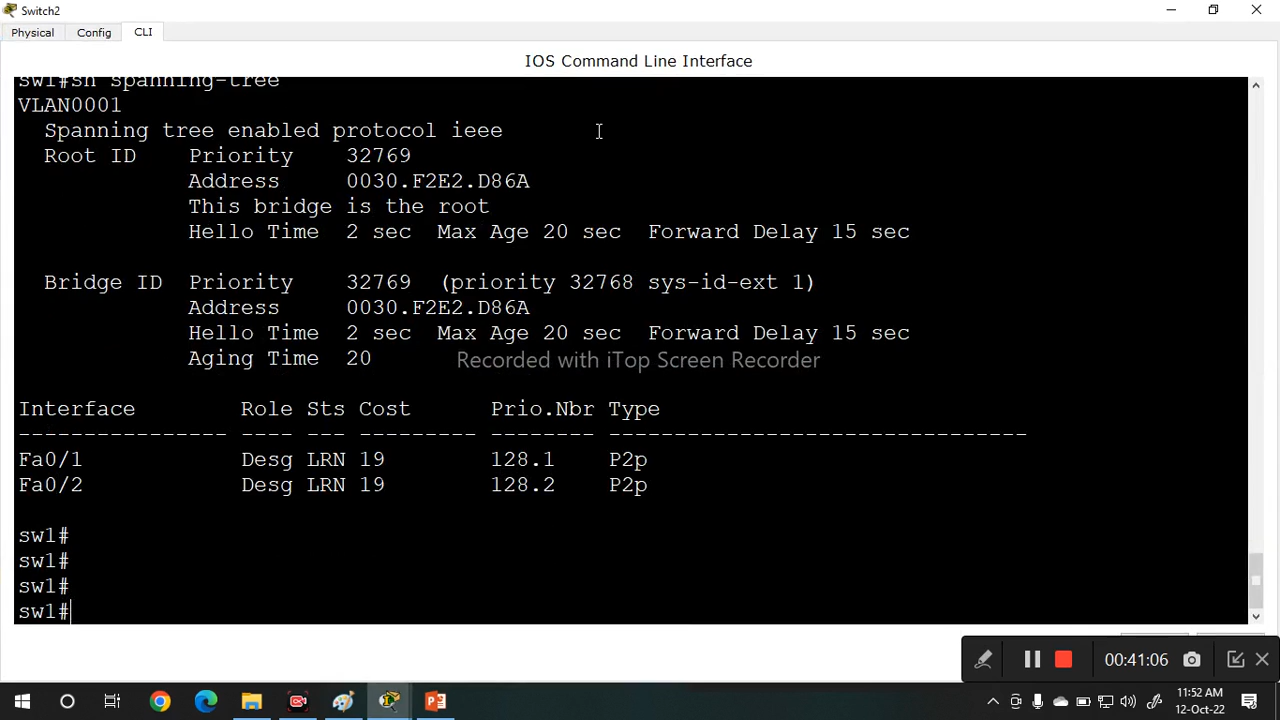 Switch2
Physical Config CLI
IOS Command Line Interface
sw1#sh spanning-tree
VLAN0001
Spanning tree enabled protocol ieee
Root ID Priority 32769
Address 0030.F2E2.D86A
This bridge is the root
Hello Time 2 sec Max Age 20 sec Forward Delay 15 sec
Bridge ID Priority 32769 (priority 32768 sys-id-ext 1)
Address 0030.F2E2.D86A
Hello Time 2 sec Max Age 20 sec Forward Delay 15 sec
Aging Time 20
Recorded with iTop Screen Recorder
Interface Role Sts Cost Prio.Nbr Type
---------------- ---- --- --------- -------- --------------------------------
Fa0/1 Desg LRN 19 128.1 P2p
Fa0/2 Desg LRN 19 128.2 P2p
sw1#
sw1#
sw1#
sw1#
00:41:06
11:52 AM
12-Oct-22